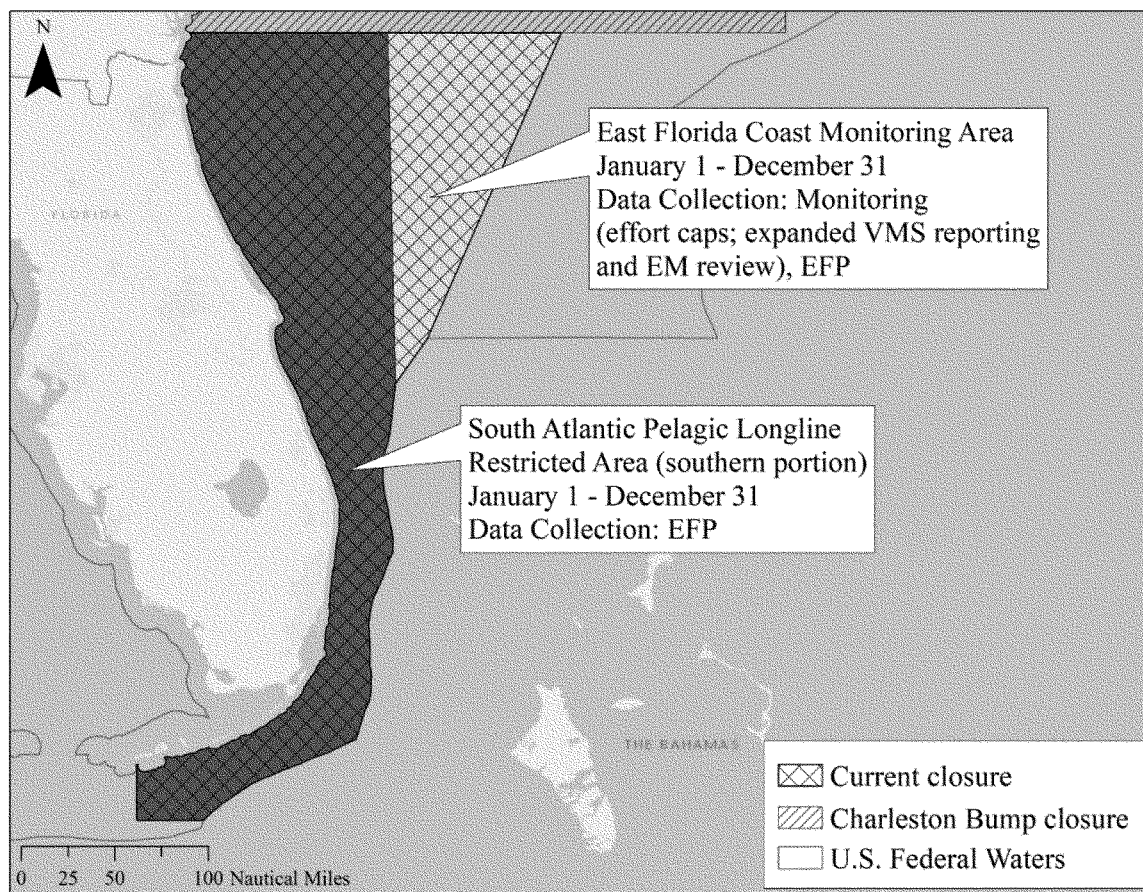 N
FLORIDA
East Florida Coast Monitoring Area
January 1 - December 31
Data Collection: Monitoring
(effort caps; expanded VMS reporting
and EM review), EFP
South Atlantic Pelagic Longline
Restricted Area (southern portion)
January 1 - December 31
Data Collection: EFP
THE BAHAMAS
Current closure
Charleston Bump closure
U.S. Federal Waters
0 25 50 100 Nautical Miles